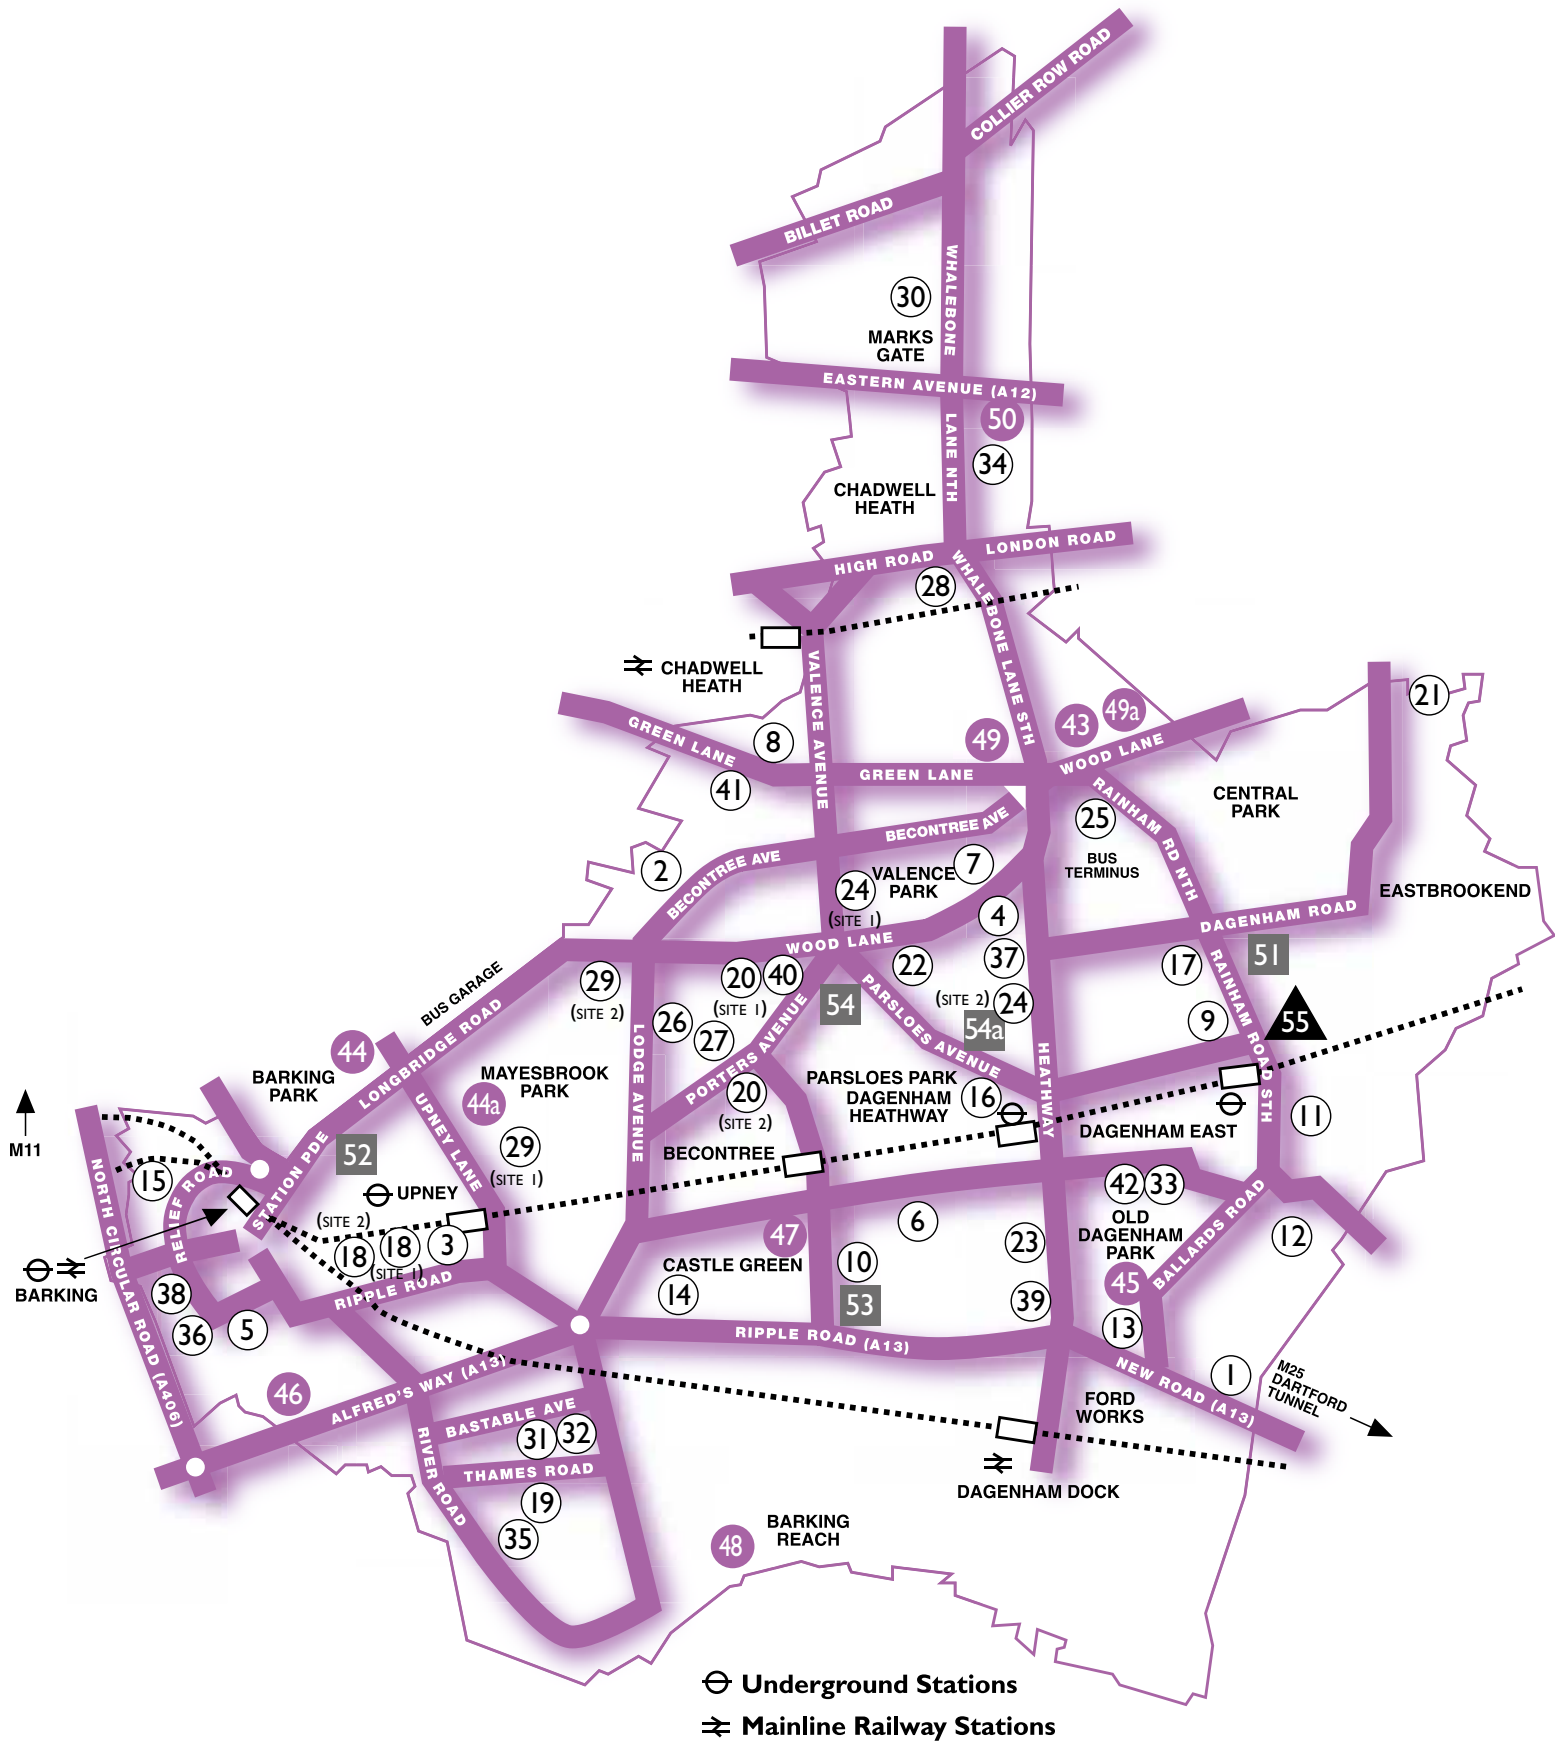 COLLIER ROW ROAD
BILLET ROAD
WHALEBONE
LANE NTH
30
MARKS
GATE
EASTERN AVENUE (A12)
50
34
CHADWELL
HEATH
HIGH ROAD
LONDON ROAD
28
WHALEBONE LANE STH
CHADWELL
HEATH
VALENCE AVENUE
21
GREEN LANE
8
49
43
49a
WOOD LANE
41
GREEN LANE
CENTRAL
PARK
RAINHAM RD NTH
25
BECONTREE AVE
BUS
TERMINUS
2
BECONTREE AVE
VALENCE
PARK
7
24
(SITE 1)
EASTBROOKEND
DAGENHAM ROAD
4
WOOD LANE
37
22
17
51
BUS GARAGE
29
(SITE 2)
20
(SITE 1)
40
54
PARSLOES AVENUE
(SITE 2)
24
54a
RAINHAM ROAD STH
9
55
LONGBRIDGE ROAD
26
27
LODGE AVENUE
PORTERS AVENUE
HEATHWAY
44
BARKING
PARK
MAYESBROOK
PARK
44a
UPNEY LANE
20
(SITE 2)
PARSLOES PARK
DAGENHAM
HEATHWAY
16
11
M11
DAGENHAM EAST
52
29
(SITE 1)
BECONTREE
NORTH CIRCULAR ROAD (A406)
15
RELIEF ROAD
STATION PDE
UPNEY
(SITE 2)
18
18
(SITE 1)
3
42
33
OLD
DAGENHAM
PARK
BALLARDS ROAD
12
47
6
23
CASTLE GREEN
10
BARKING
38
RIPPLE ROAD
14
53
39
45
36
5
RIPPLE ROAD (A13)
13
NEW ROAD (A13)
1
M25
DARTFORD
TUNNEL
46
ALFRED'S WAY (A13)
FORD
WORKS
BASTABLE AVE
31
32
RIVER ROAD
THAMES ROAD
19
35
DAGENHAM DOCK
48
BARKING
REACH
Underground Stations
Mainline Railway Stations